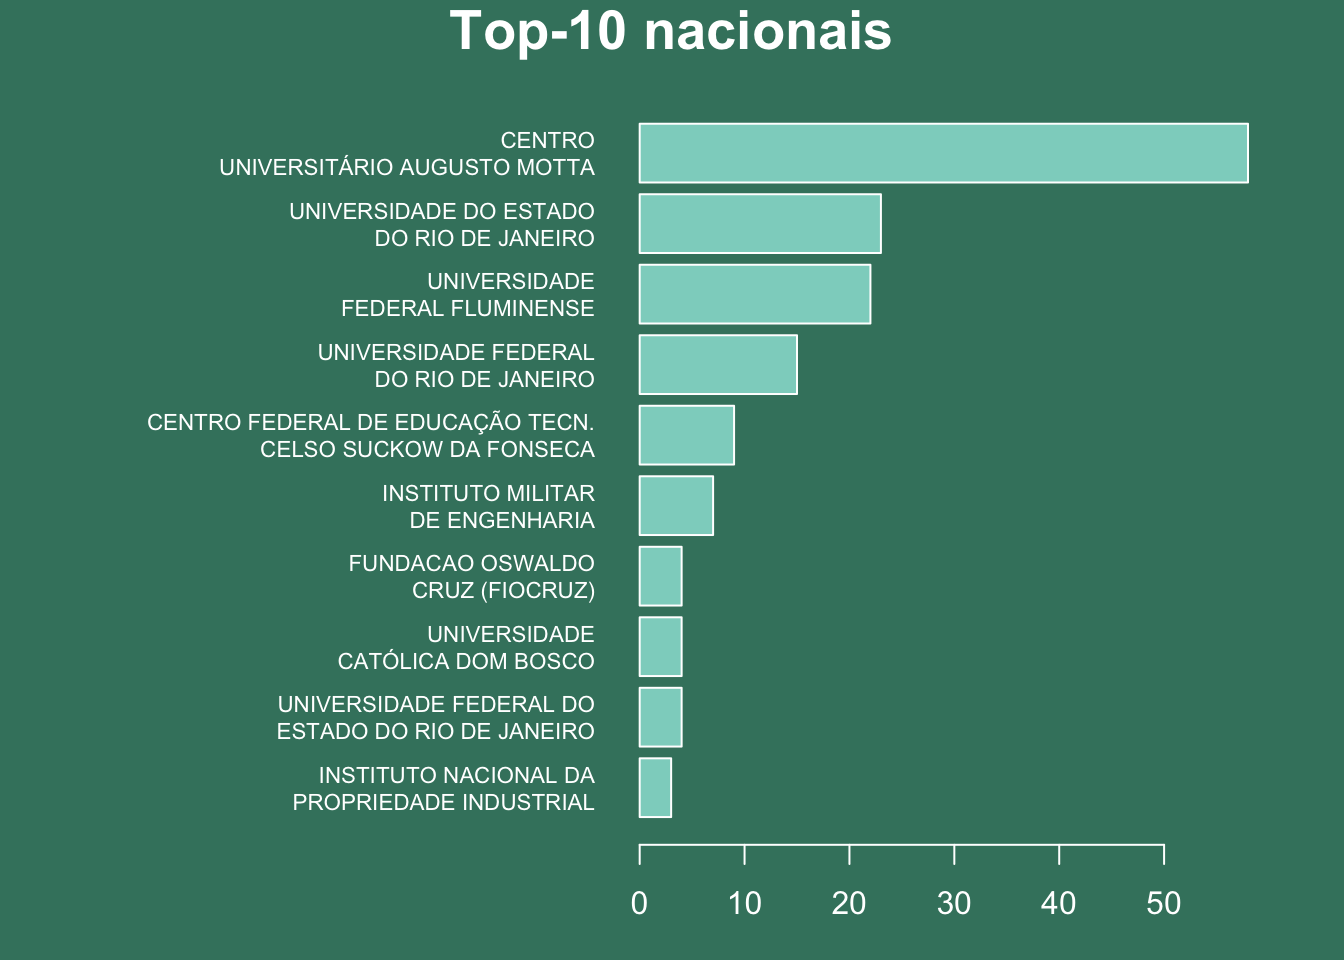 Top-10 nacionais
CENTRO
UNIVERSITÁRIO AUGUSTO MOTTA
UNIVERSIDADE DO ESTADO
DO RIO DE JANEIRO
UNIVERSIDADE
FEDERAL FLUMINENSE
UNIVERSIDADE FEDERAL
DO RIO DE JANEIRO
CENTRO FEDERAL DE EDUCAÇÃO TECN.
CELSO SUCKOW DA FONSECA
INSTITUTO MILITAR
DE ENGENHARIA
FUNDACAO OSWALDO
CRUZ (FIOCRUZ)
UNIVERSIDADE
CATÓLICA DOM BOSCO
UNIVERSIDADE FEDERAL DO
ESTADO DO RIO DE JANEIRO
INSTITUTO NACIONAL DA
PROPRIEDADE INDUSTRIAL
0 10 20 30 40 50